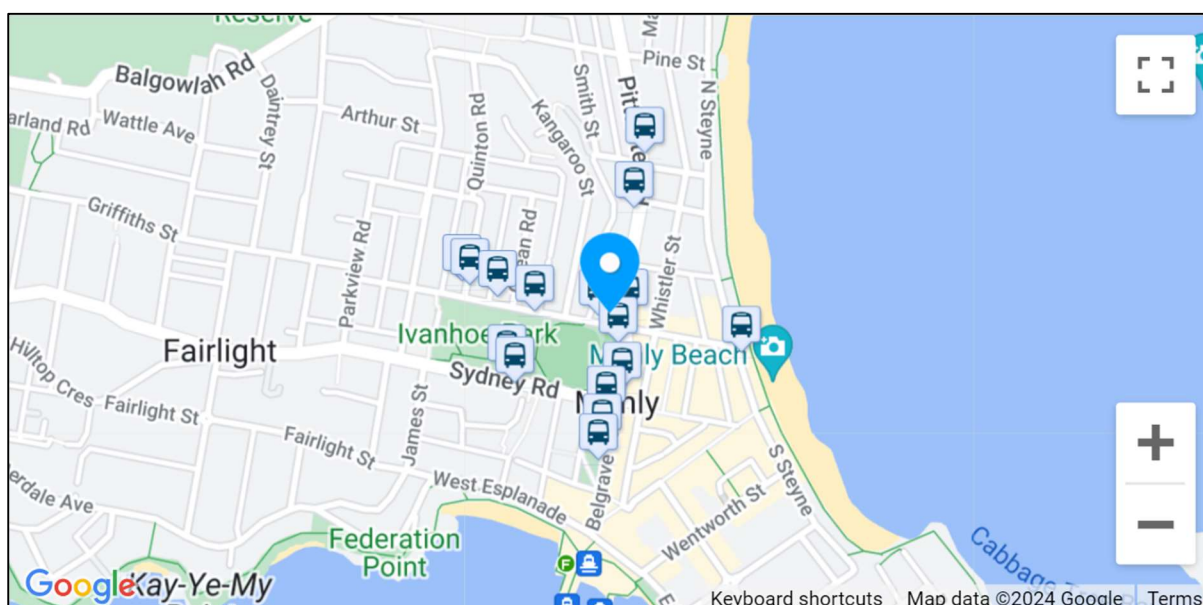 Reserve
Pine St
Balgowlah Rd
Daintrey St
Smith St
N Steyne
Wattle Ave
Arthur St
Quinton Rd
Kangaroo St
arland Rd
Griffiths St
Parkview Rd
ean Rd
Whistler St
Ivanhoe Park
Fairlight
Manly Beach
Hilltop Cres
Sydney Rd
Manly
Fairlight St
James St
Fairlight St
S Steyne
erdale Ave
West Esplanade
Belgrave
Wentworth St
Federation
Point
F
Cabbage
Google
Kay-Ye-My
Keyboard shortcuts
Map data ©2024 Google
Terms